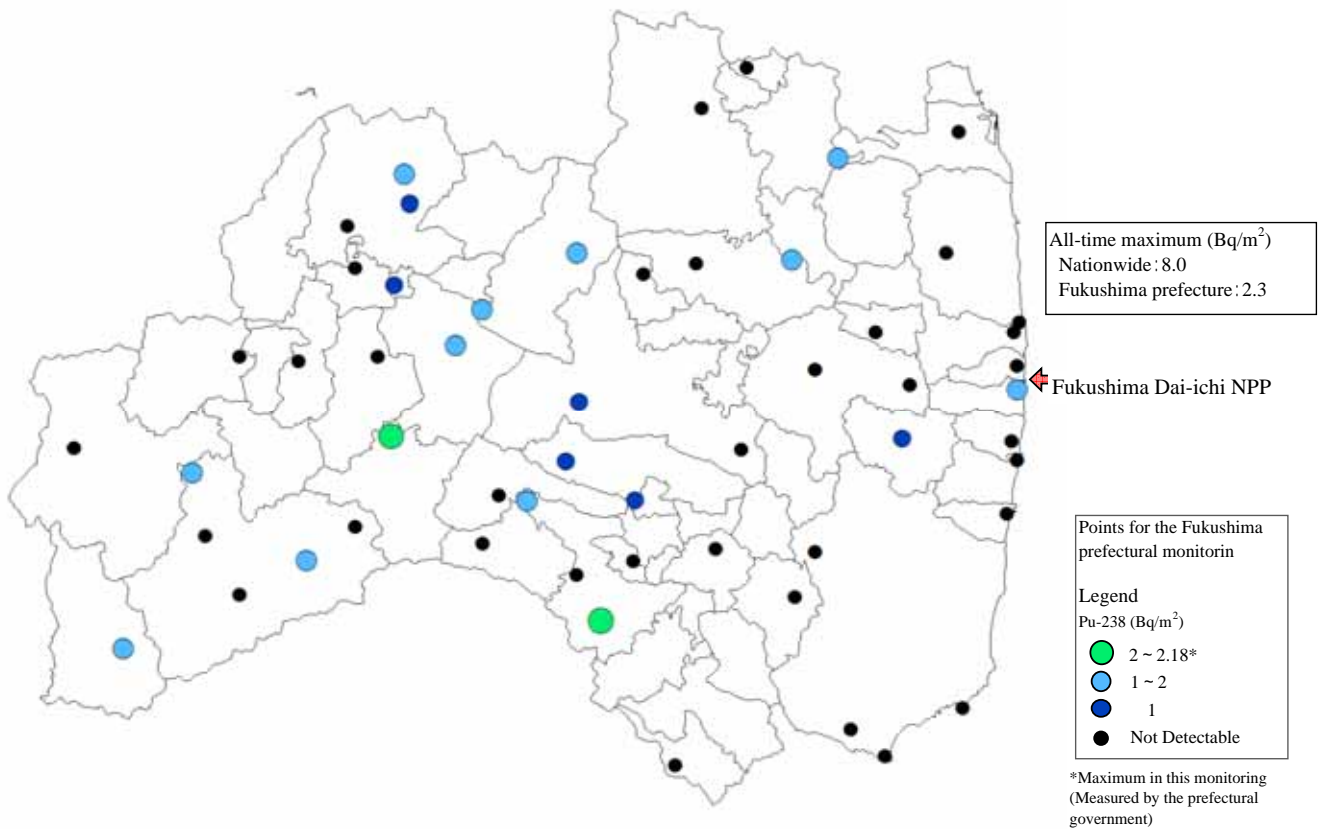 All-time maximum (Bq/m²)
Nationwide：8.0
Fukushima prefecture：2.3
Fukushima Dai-ichi NPP
Points for the Fukushima
prefectural monitorin
Legend
Pu-238 (Bq/m²)
2 ~ 2.18*
1 ~ 2
1
Not Detectable
*Maximum in this monitoring
(Measured by the prefectural
government)